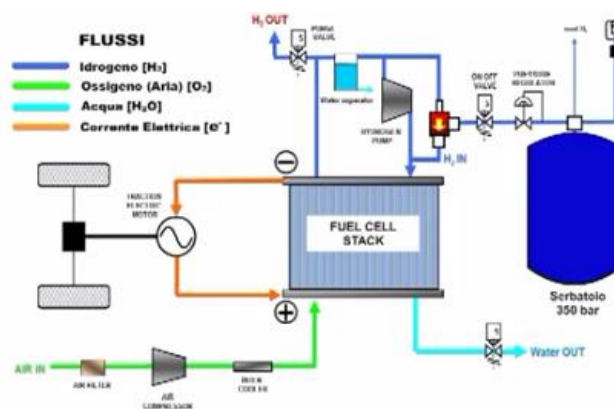 FLUSSI
Idrogeno [H₂]
Ossigeno (Aria) [O₂]
Acqua [H₂O]
Corrente Elettrica [e⁻]
H₂ OUT
PURGE
VALVE
S
Water separator
HYDROGEN
PUMP
ON OFF
VALVE
S
PRESSURE
REGULATOR
H₂ IN
TRACTION
ELECTRIC
MOTOR
−
FUEL CELL
STACK
+
Serbatoio
350 bar
AIR IN
AIR FILTER
AIR
COMPRESSOR
INTER
COOLER
S
Water OUT